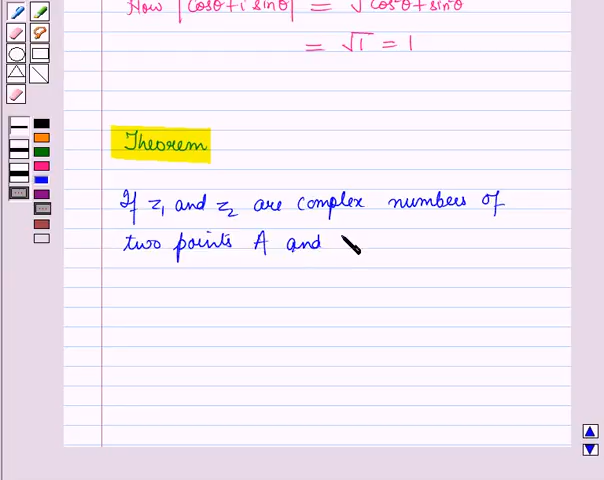 Now |cosθ+i sinθ| = √cos²θ+sin²θ
= √1 = 1
Theorem
If z₁ and z₂ are complex numbers of
two points A and